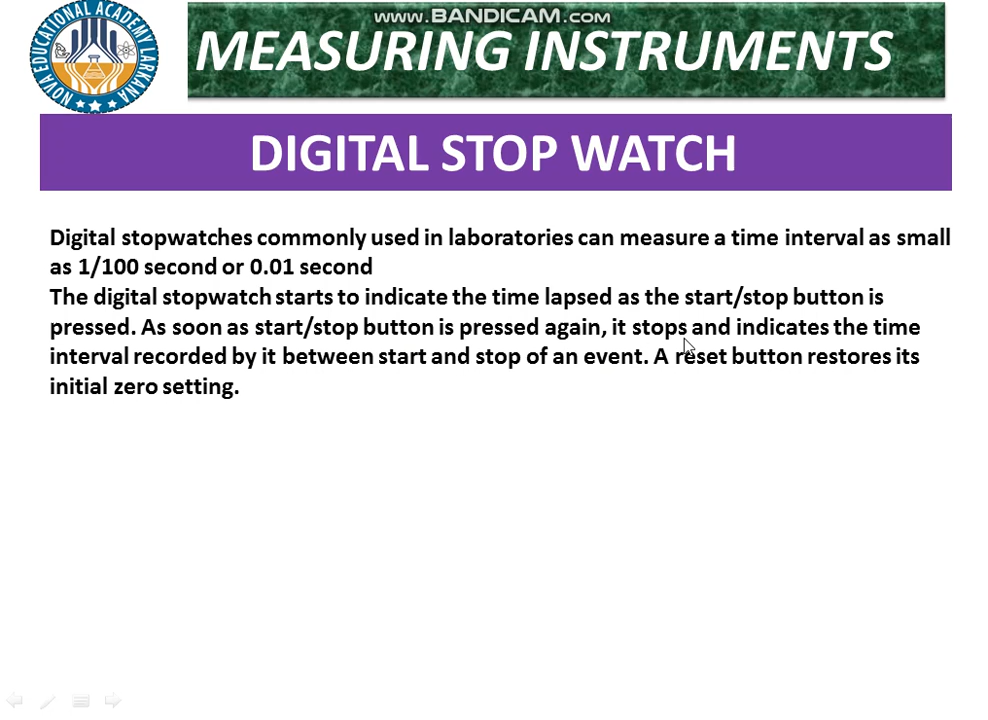 www.BANDICAM.com
NOVA EDUCATIONAL ACADEMY LARKANA
MEASURING INSTRUMENTS
DIGITAL STOP WATCH
Digital stopwatches commonly used in laboratories can measure a time interval as small
as 1/100 second or 0.01 second
The digital stopwatch starts to indicate the time lapsed as the start/stop button is
pressed. As soon as start/stop button is pressed again, it stops and indicates the time
interval recorded by it between start and stop of an event. A reset button restores its
initial zero setting.